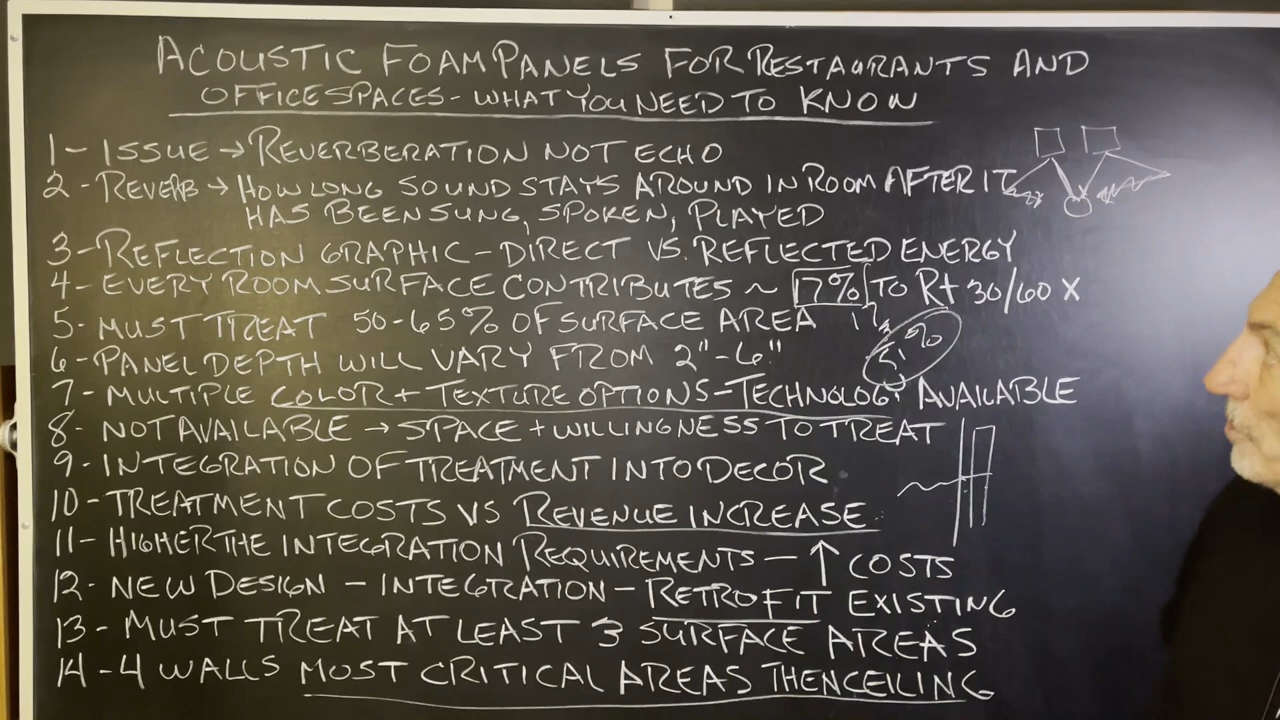 ACOUSTIC FOAM PANELS FOR RESTAURANTS AND
OFFICE SPACES - WHAT YOU NEED TO KNOW
1 - ISSUE → REVERBERATION NOT ECHO
2 - REVERB → HOW LONG SOUND STAYS AROUND IN ROOM AFTER IT
HAS BEEN SUNG, SPOKEN, PLAYED
3 - REFLECTION GRAPHIC - DIRECT VS. REFLECTED ENERGY
4 - EVERY ROOM SURFACE CONTRIBUTES ~ 17% TO Rt 30/60 X
5 - MUST TREAT 50-65% OF SURFACE AREA
6 - PANEL DEPTH WILL VARY FROM 2" - 6"
7 - MULTIPLE COLOR + TEXTURE OPTIONS - TECHNOLOGY AVAILABLE
8 - NOT AVAILABLE → SPACE + WILLINGNESS TO TREAT
9 - INTEGRATION OF TREATMENT INTO DECOR
10 - TREATMENT COSTS VS REVENUE INCREASE
11 - HIGHER THE INTEGRATION REQUIREMENTS - ↑ COSTS
12 - NEW DESIGN - INTEGRATION - RETROFIT EXISTING
13 - MUST TREAT AT LEAST 3 SURFACE AREAS
14 - 4 WALLS MOST CRITICAL AREAS THEN CEILING